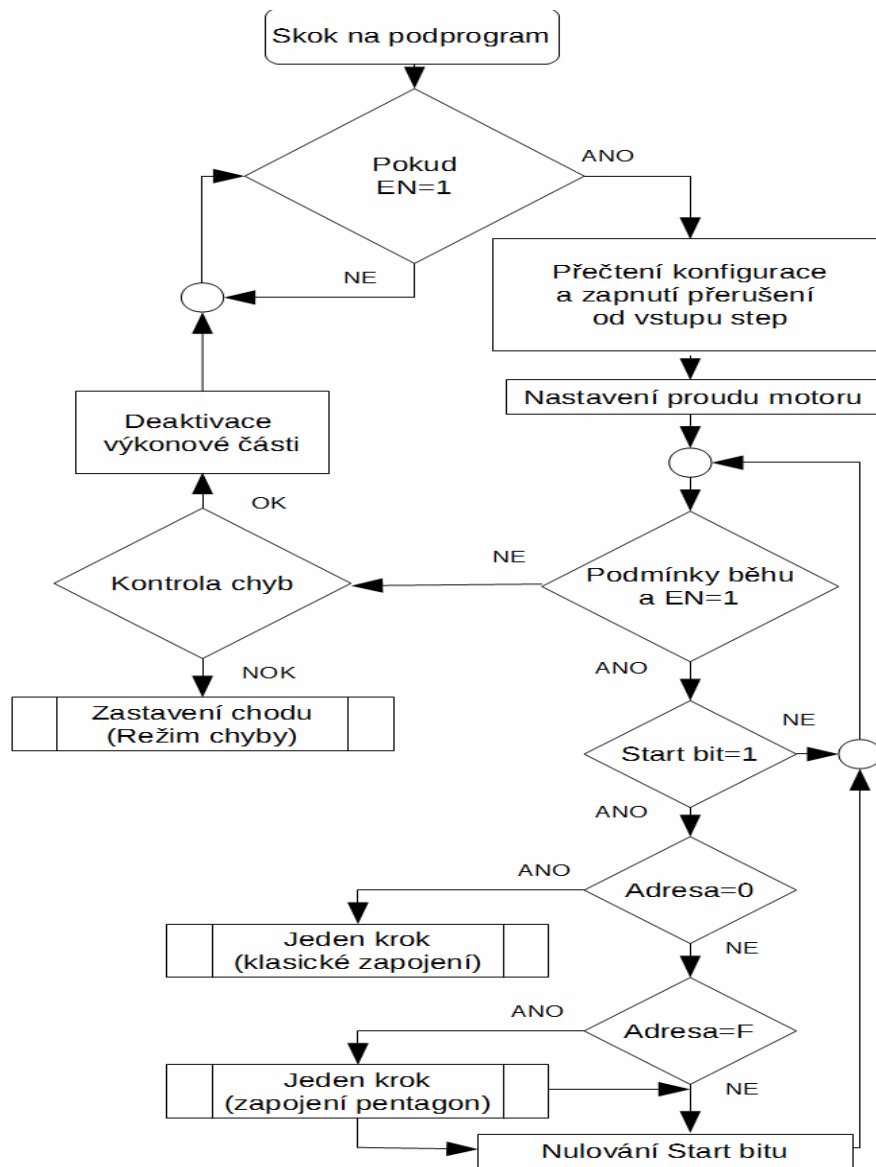 Skok na podprogram
Pokud
EN=1
ANO
NE
Přečtení konfigurace
a zapnutí přerušení
od vstupu step
Nastavení proudu motoru
Deaktivace
výkonové části
OK
Kontrola chyb
NE
Podmínky běhu
a EN=1
NOK
ANO
Zastavení chodu
(Režim chyby)
Start bit=1
NE
ANO
ANO
Adresa=0
Jeden krok
(klasické zapojení)
NE
ANO
Adresa=F
Jeden krok
(zapojení pentagon)
NE
Nulování Start bitu